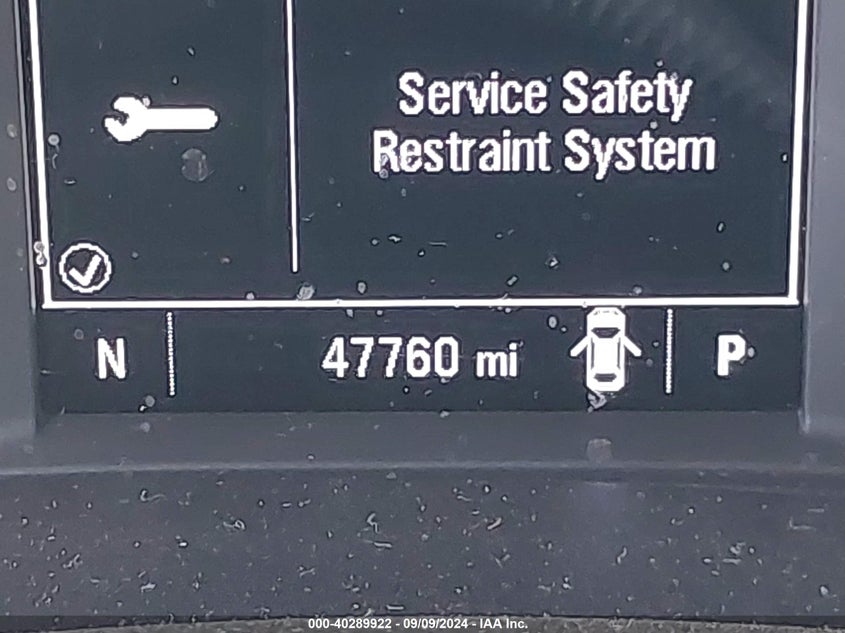 Service Safety
Restraint System
N 47760 mi P
000-40289922 - 09/09/2024 - IAA Inc.